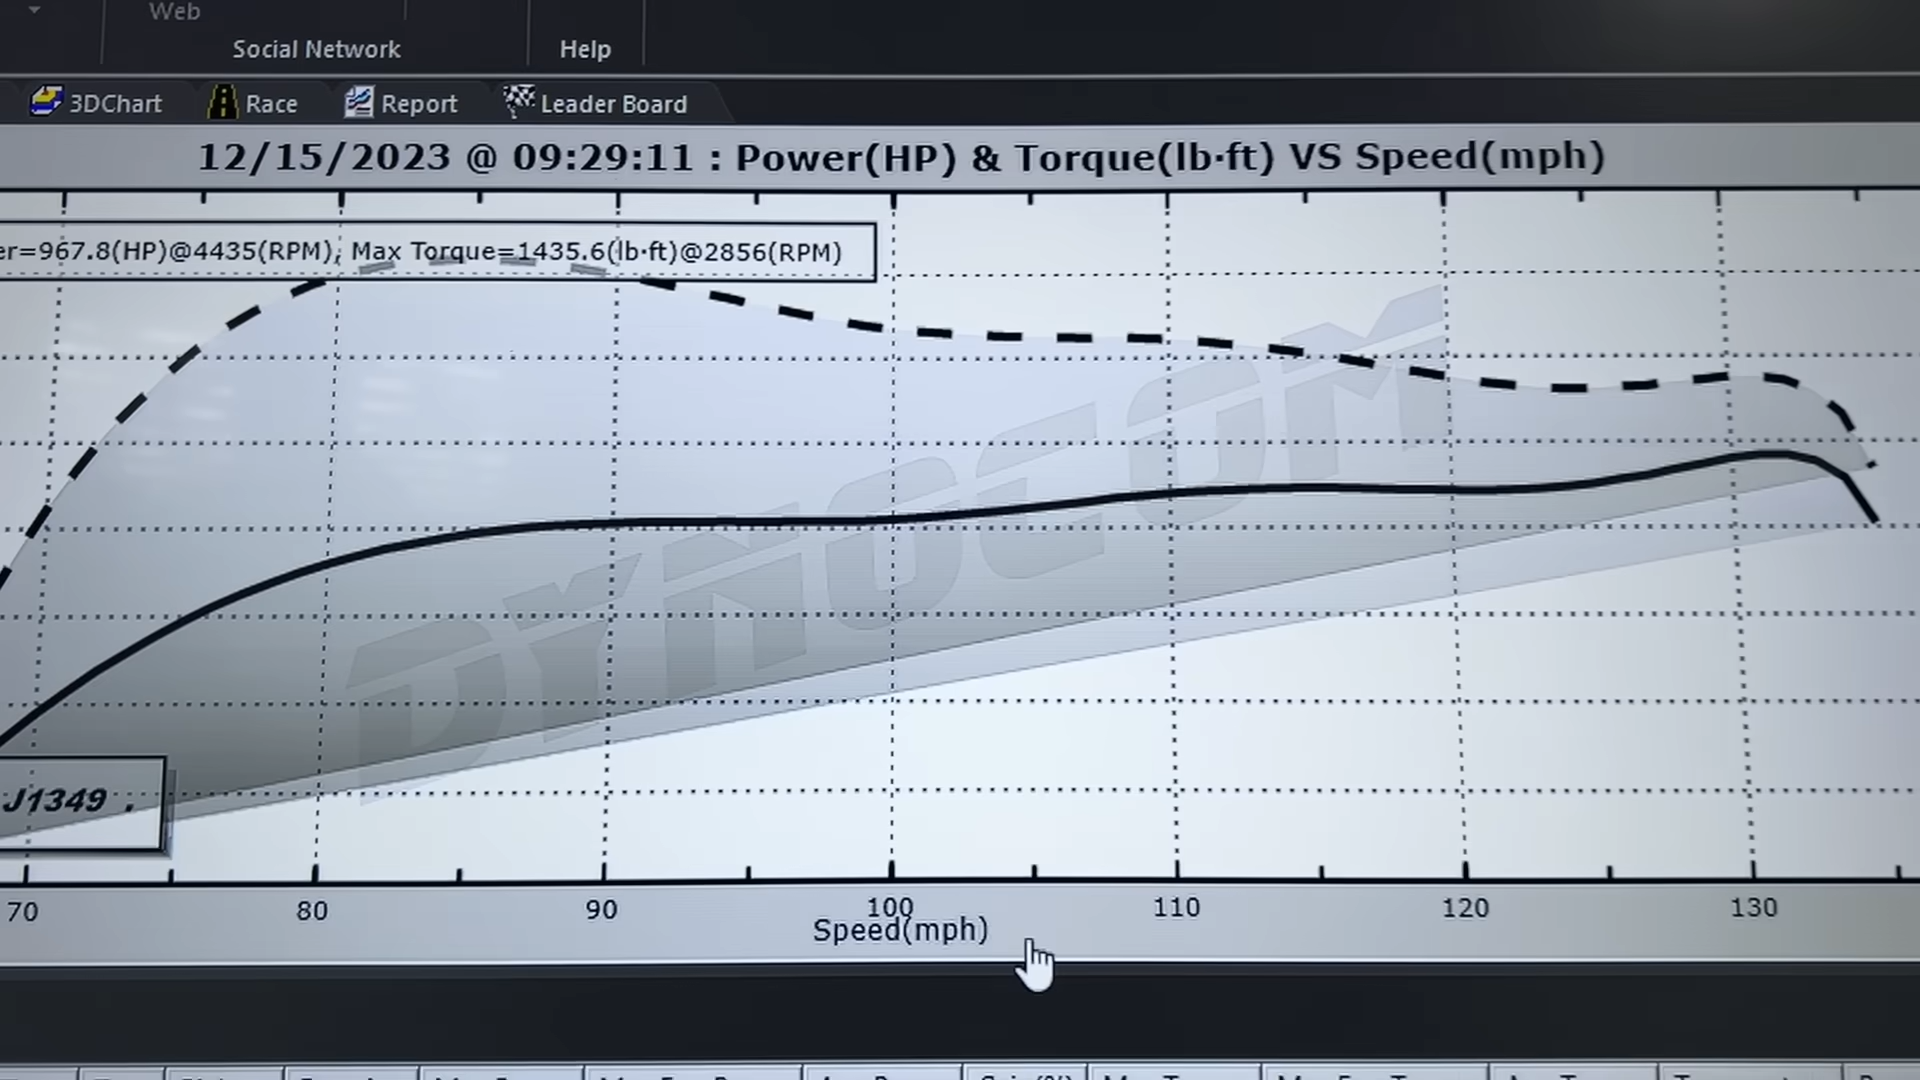 Web
Social Network
Help
3DChart
Race
Report
Leader Board
12/15/2023 @ 09:29:11 : Power(HP) & Torque(lb·ft) VS Speed(mph)
er=967.8(HP)@4435(RPM), Max Torque=1435.6(lb·ft)@2856(RPM)
DYNOCOM
J1349 .
70 80 90 100 110 120 130
Speed(mph)